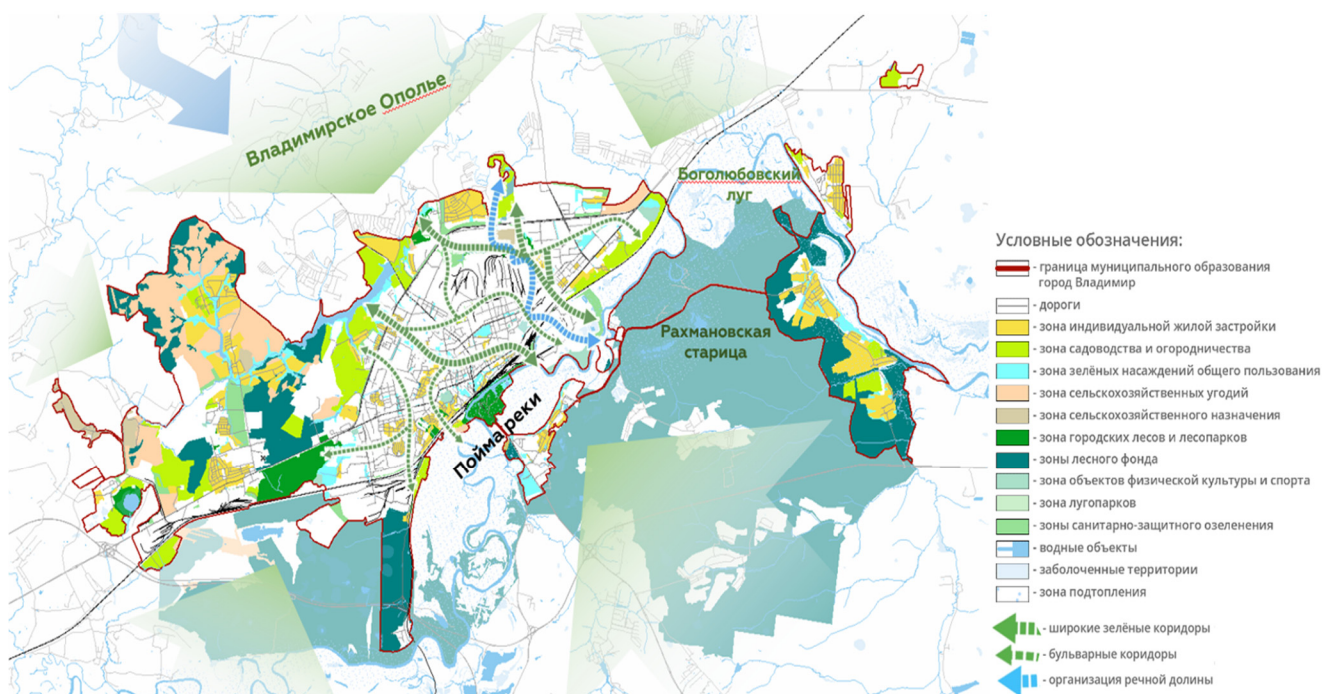 Владимирское Ополье
Боголюбовский
луг
Рахмановская
старица
Пойма реки
Условные обозначения:
- граница муниципального образования
город Владимир
- дороги
- зона индивидуальной жилой застройки
- зона садоводства и огородничества
- зона зелёных насаждений общего пользования
- зона сельскохозяйственных угодий
- зона сельскохозяйственного назначения
- зона городских лесов и лесопарков
- зоны лесного фонда
- зона объектов физической культуры и спорта
- зона лугопарков
- зоны санитарно-защитного озеленения
- водные объекты
- заболоченные территории
- зона подтопления
- широкие зелёные коридоры
- бульварные коридоры
- организация речной долины